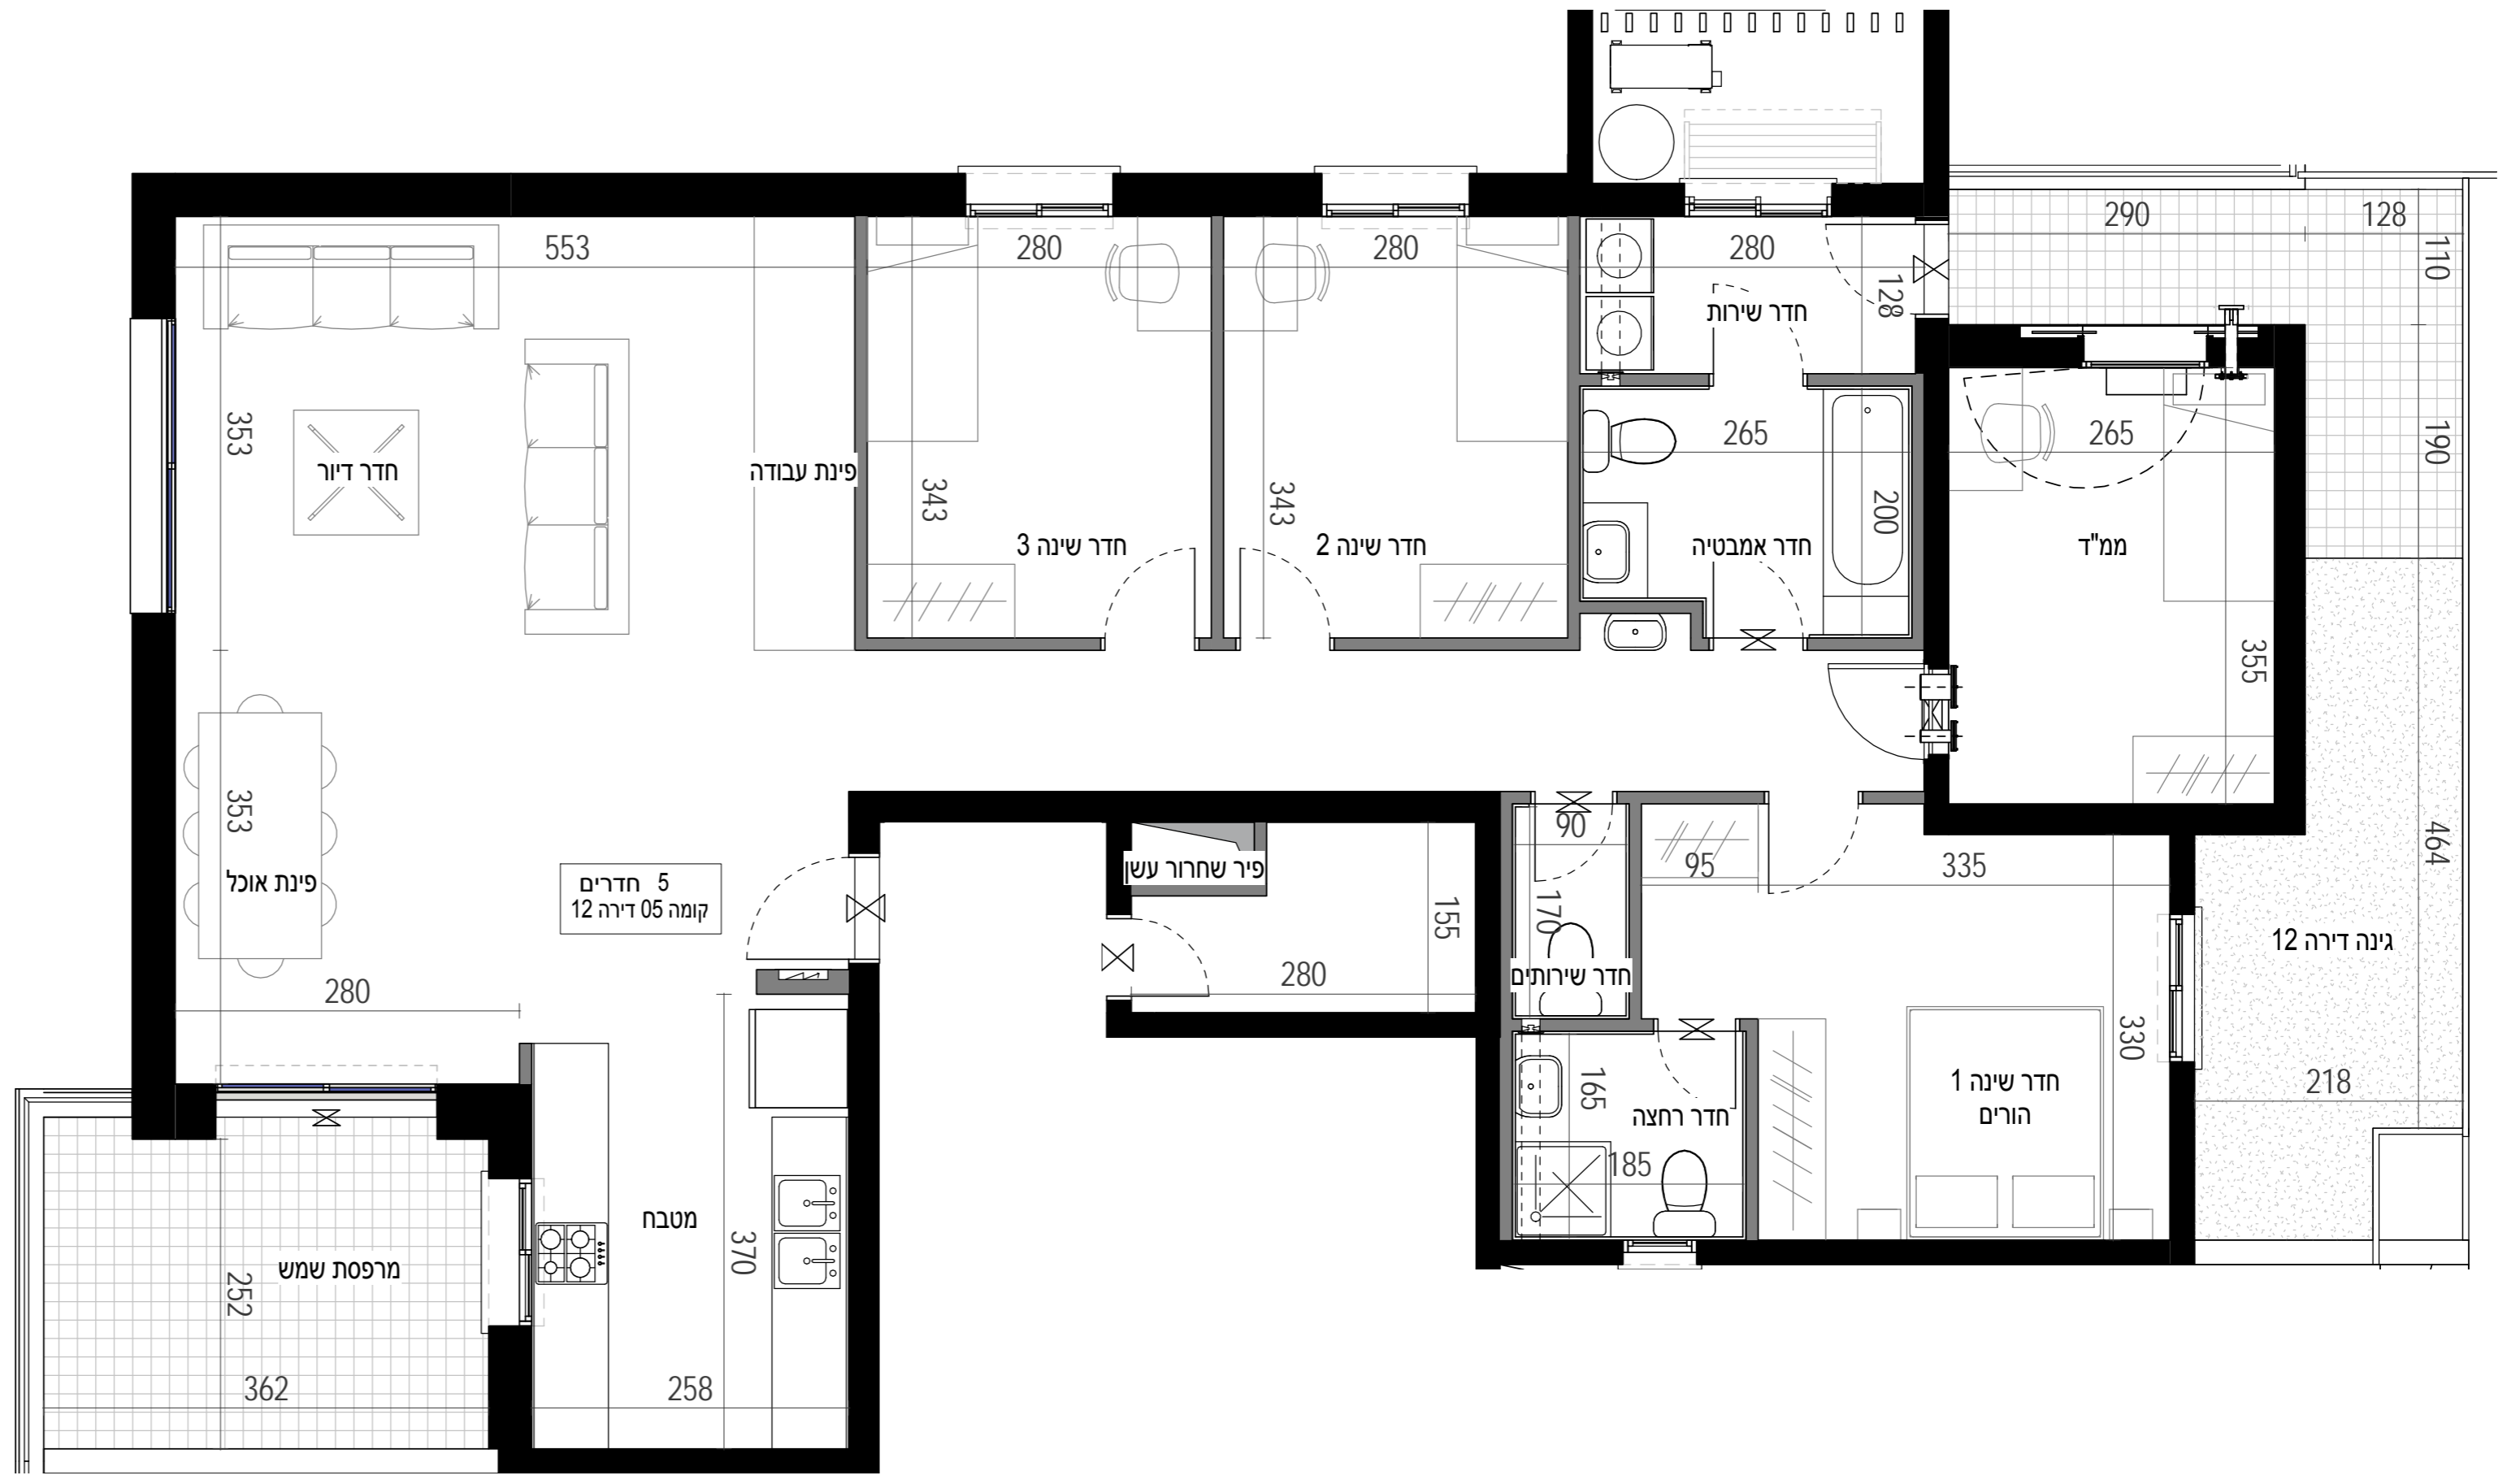 290
128
110
553
280
280
280
128
חדר שירות
353
חדר דיור
פינת עבודה
343
חדר שינה 3
343
חדר שינה 2
265
200
חדר אמבטיה
265
ממ"ד
190
355
353
פינת אוכל
5 חדרים
קומה 05 דירה 12
פיר שחרור עשן
155
280
90
170
חדר שירותים
95
335
464
גינה דירה 12
280
330
218
חדר שינה 1
הורים
165
חדר רחצה
185
מטבח
370
מרפסת שמש
252
362
258